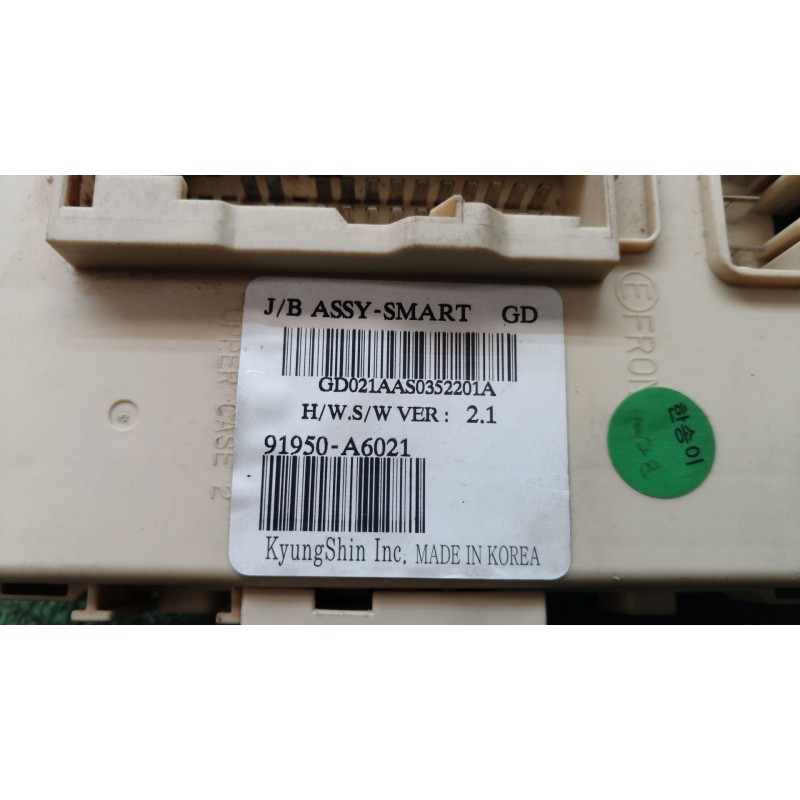 J/B ASSY-SMART GD
GD021AAS0352201A
H/W.S/W VER : 2.1
91950-A6021
KyungShin Inc. MADE IN KOREA
UPPER CASE 2
E FRON
한송이